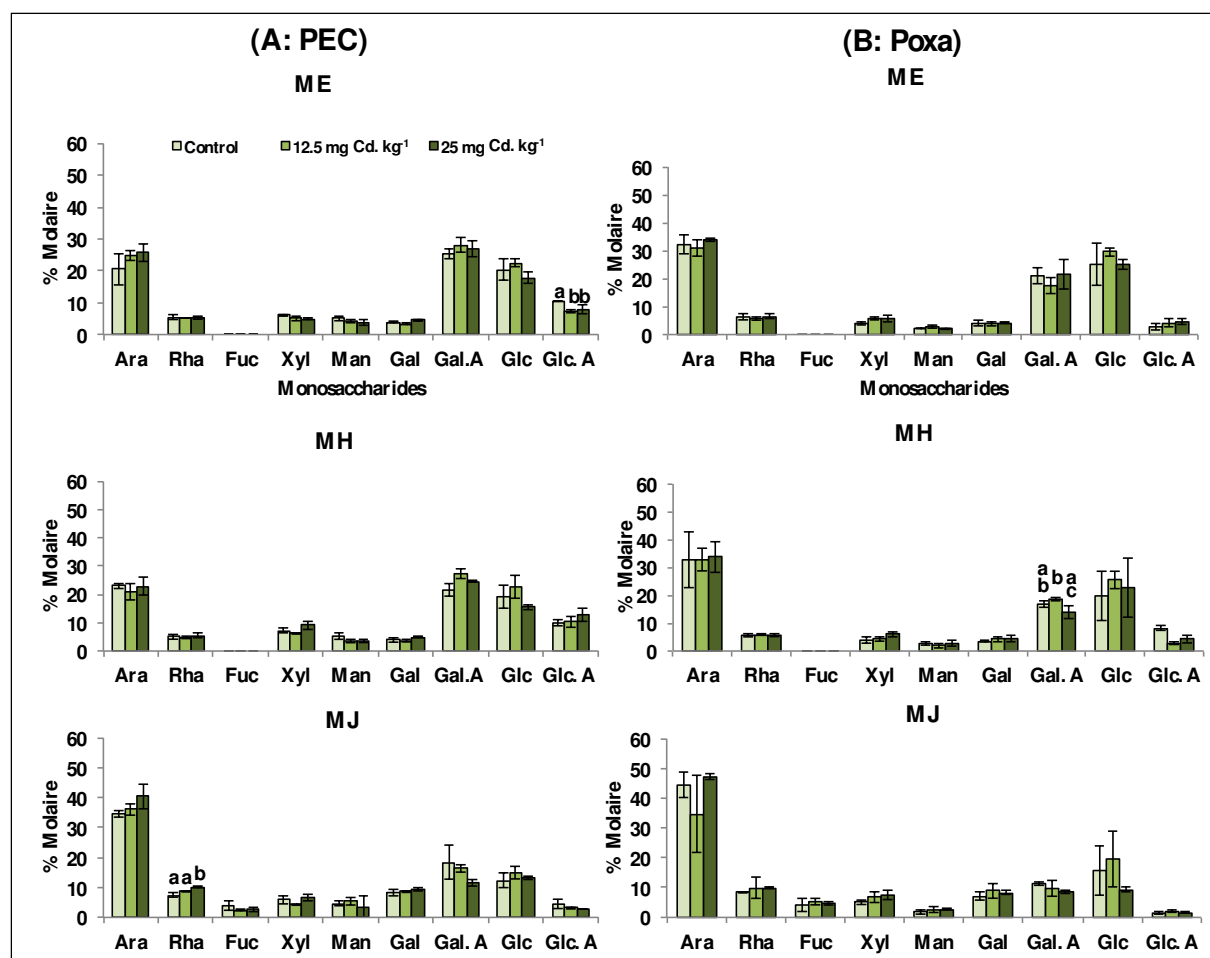 (A: PEC)
ME
Control 12.5 mg Cd. kg-1 25 mg Cd. kg-1
% Molaire
60
50
40
30
20
10
0
a bb
Ara Rha Fuc Xyl Man Gal Gal.A Glc Glc. A
Monosaccharides
MH
% Molaire
60
50
40
30
20
10
0
Ara Rha Fuc Xyl Man Gal Gal.A Glc Glc. A
MJ
% Molaire
60
50
40
30
20
10
0
aab
Ara Rha Fuc Xyl Man Gal Gal. A Glc Glc. A
(B: Poxa)
ME
% Molaire
60
50
40
30
20
10
0
Ara Rha Fuc Xyl Man Gal Gal. A Glc Glc. A
Monosaccharides
MH
% Molaire
60
50
40
30
20
10
0
a b a
b c
Ara Rha Fuc Xyl Man Gal Gal. A Glc Glc. A
MJ
% Molaire
60
50
40
30
20
10
0
Ara Rha Fuc Xyl Man Gal Gal. A Glc Glc. A